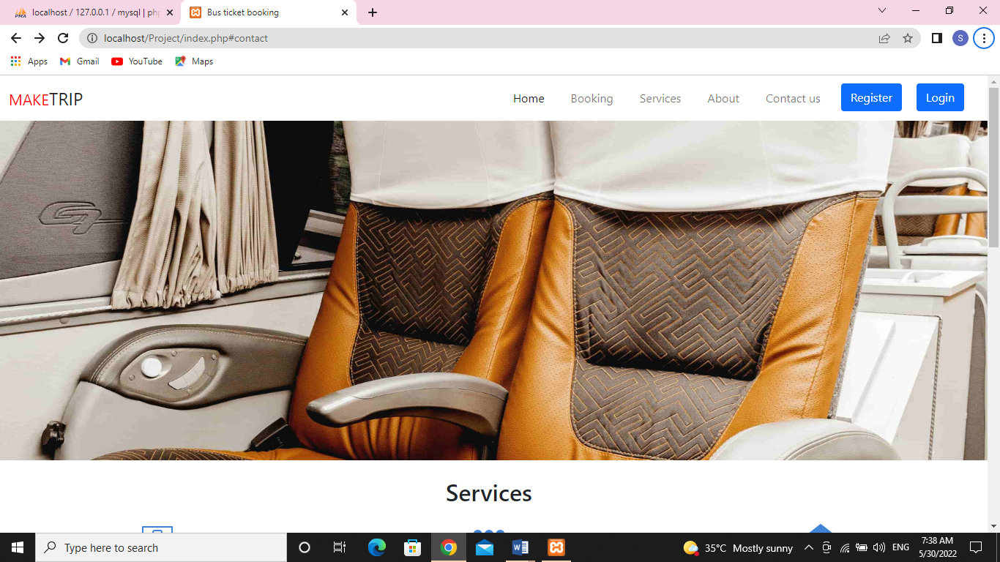 localhost / 127.0.0.1 / mysql | php
Bus ticket booking
localhost/Project/index.php#contact
S
Apps
Gmail
YouTube
Maps
MAKETRIP
Home
Booking
Services
About
Contact us
Register
Login
Services
Type here to search
35°C Mostly sunny
ENG
7:38 AM
5/30/2022